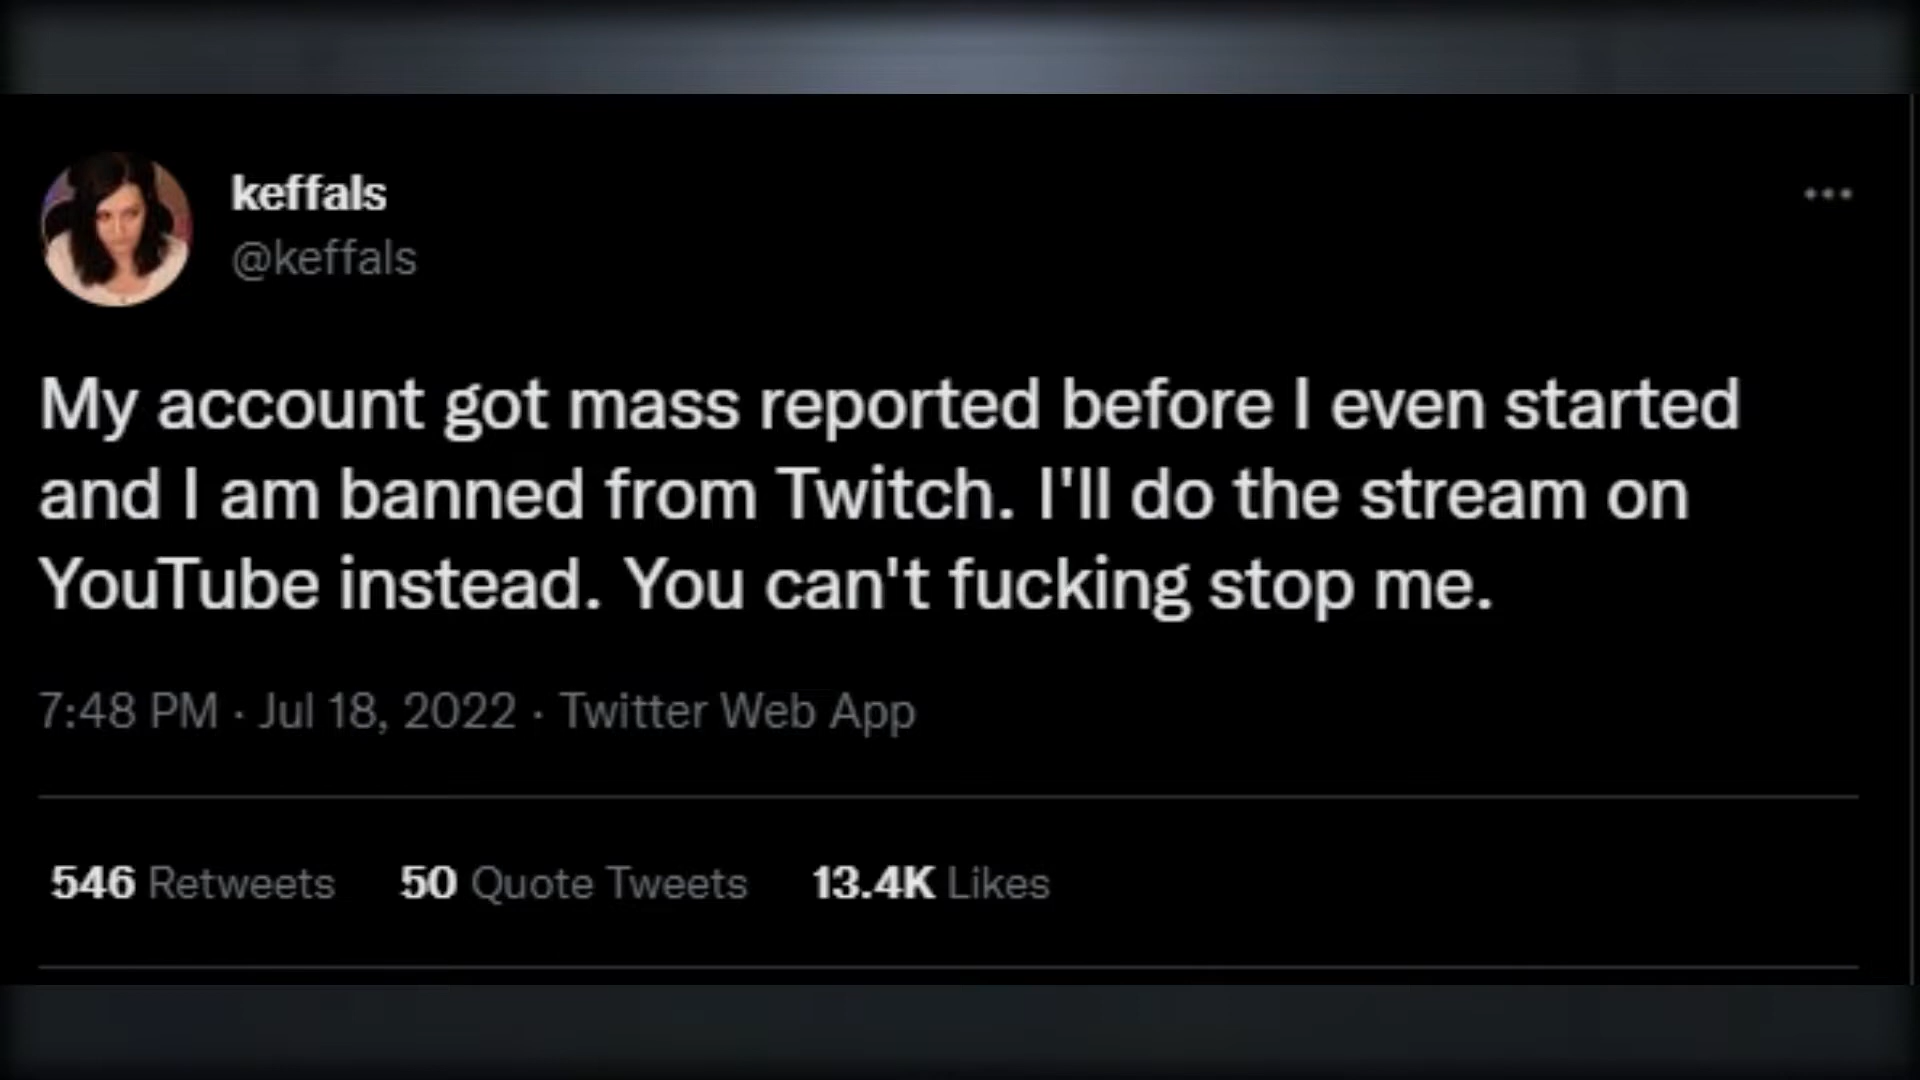 keffals
@keffals
My account got mass reported before I even started
and I am banned from Twitch. I'll do the stream on
YouTube instead. You can't fucking stop me.
7:48 PM · Jul 18, 2022 · Twitter Web App
546 Retweets 50 Quote Tweets 13.4K Likes